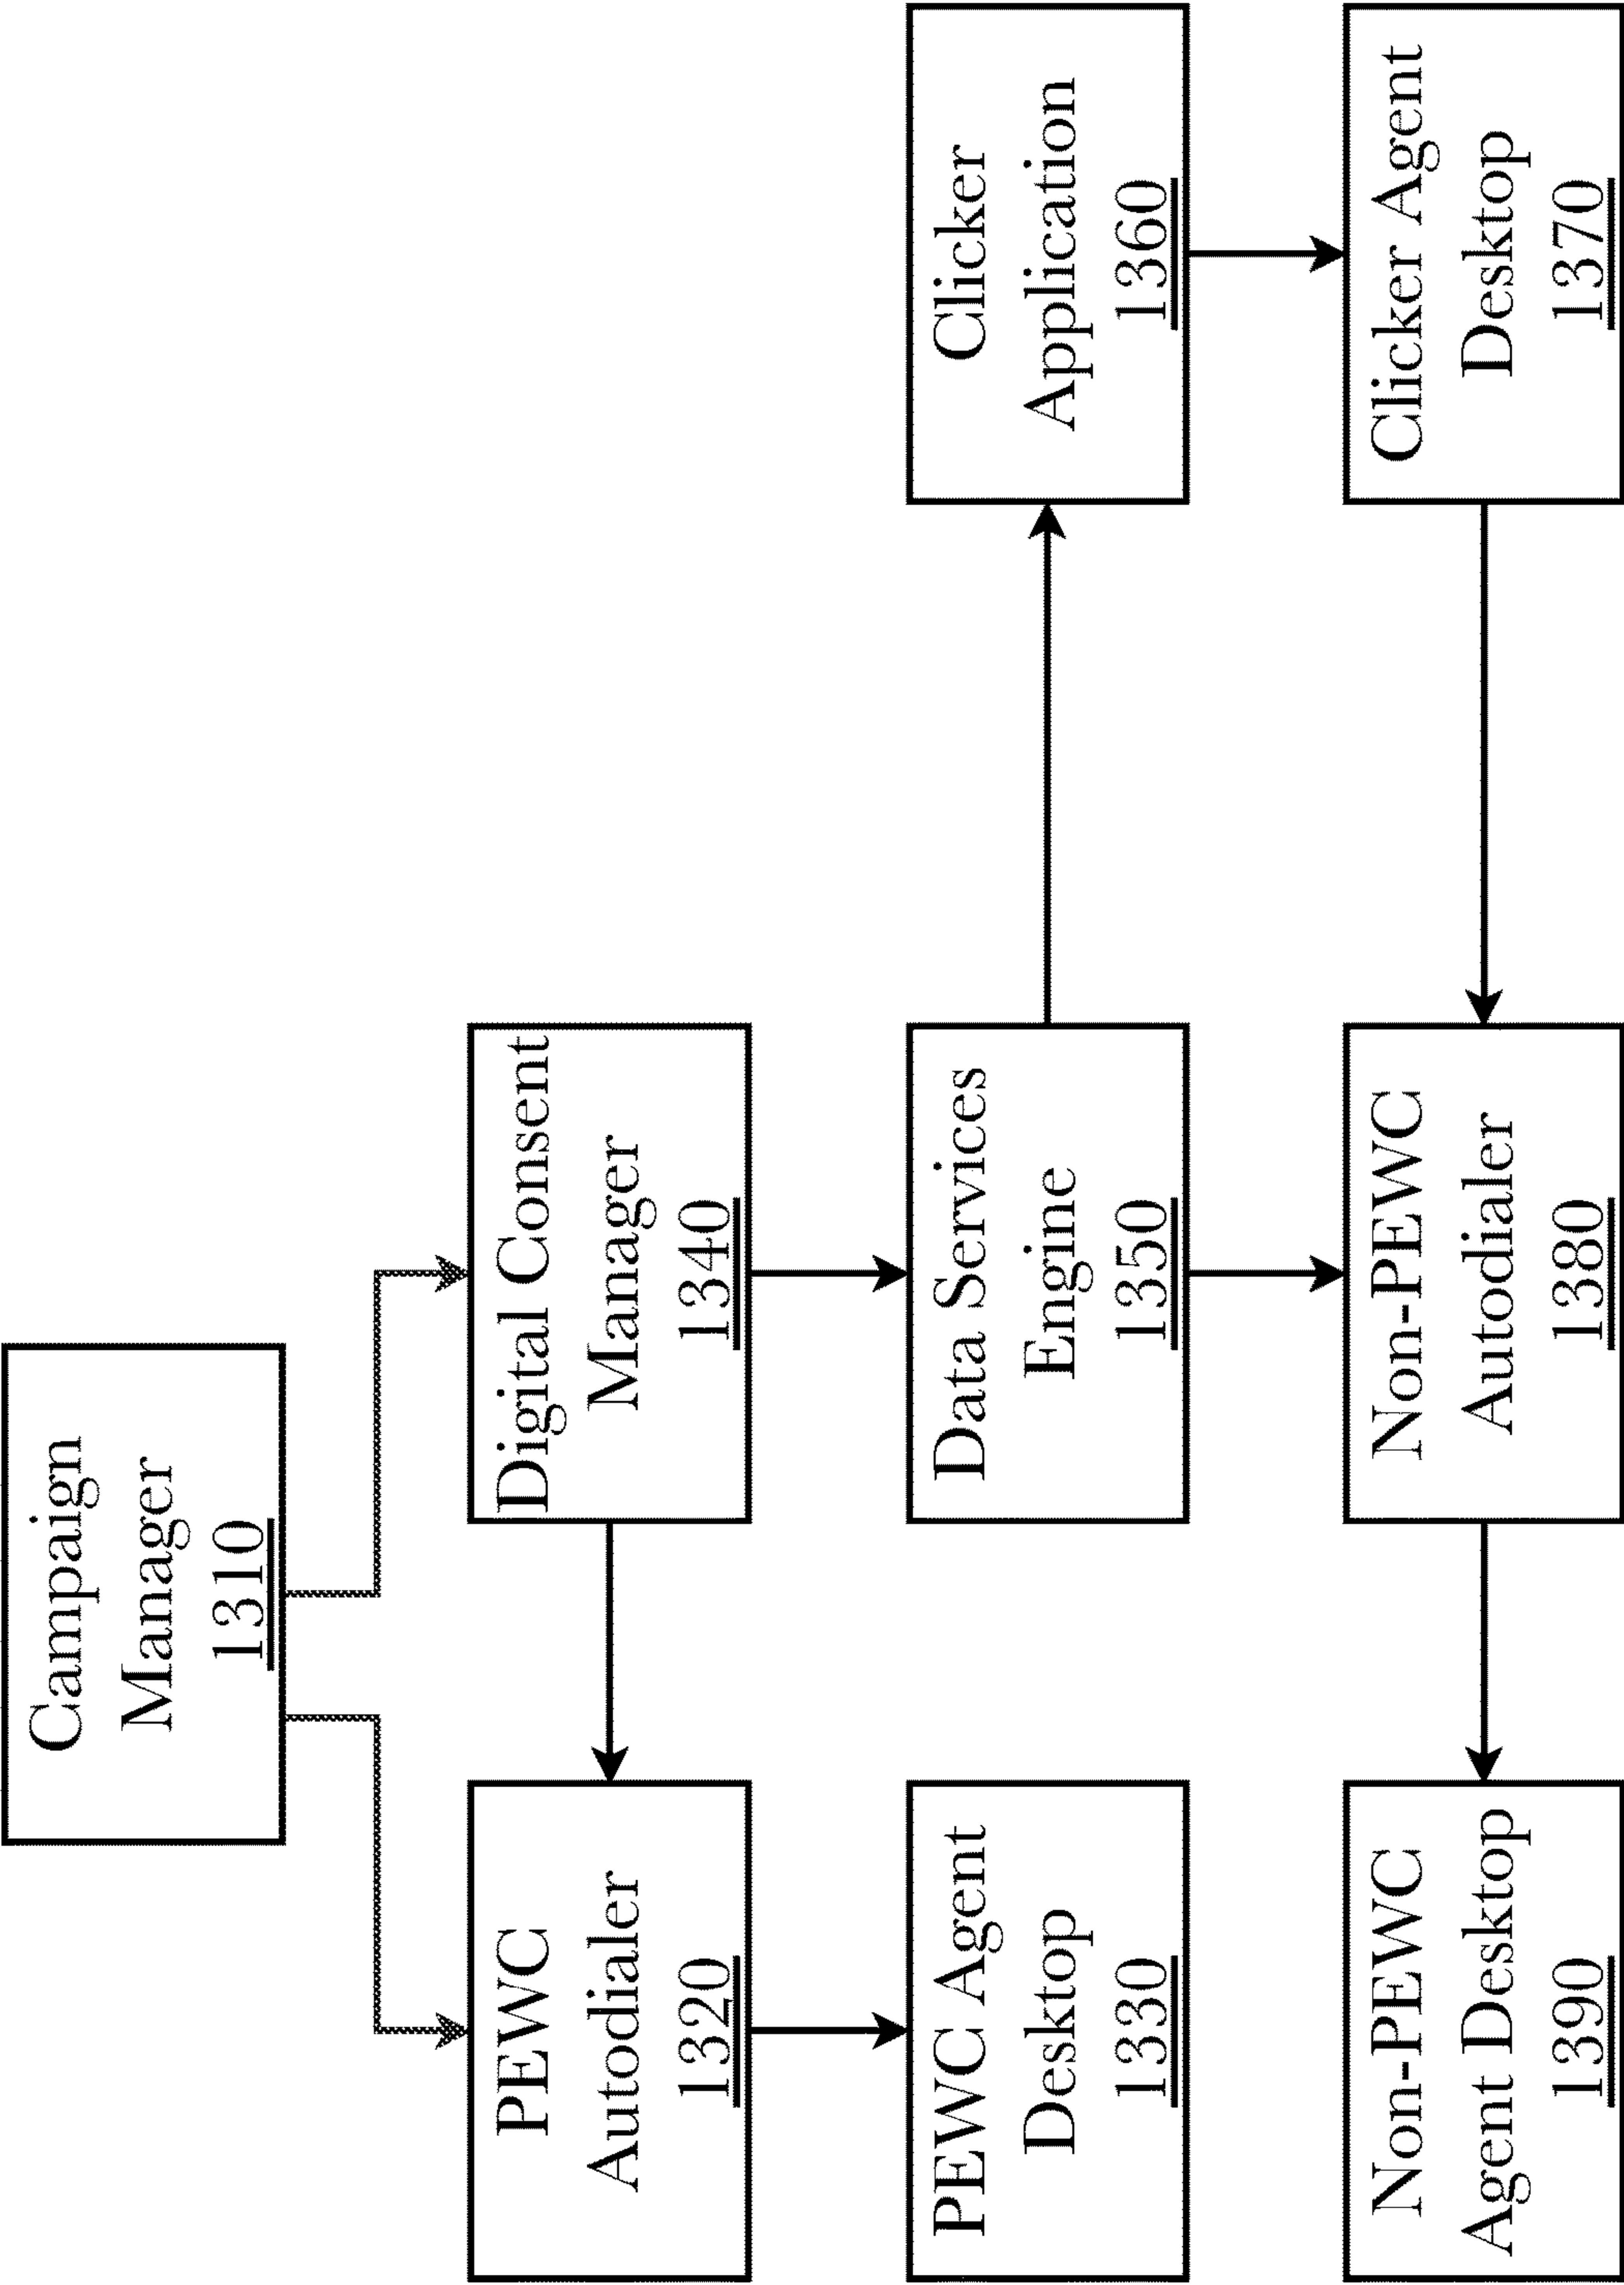 Campaign
Manager
1310
PEWC
Autodialer
1320
Digital Consent
Manager
1340
PEWC Agent
Desktop
1330
Data Services
Engine
1350
Clicker
Application
1360
Non-PEWC
Agent Desktop
1390
Non-PEWC
Autodialer
1380
Clicker Agent
Desktop
1370